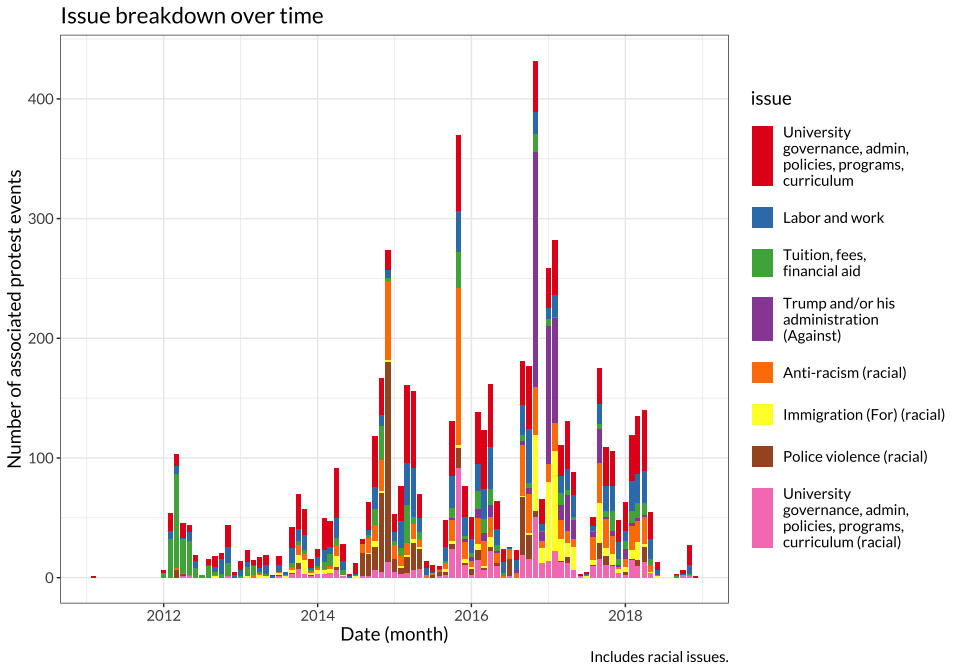 Issue breakdown over time
Number of associated protest events
400
300
200
100
0
2012
2014
2016
2018
Date (month)
issue
University
governance, admin,
policies, programs,
curriculum
Labor and work
Tuition, fees,
financial aid
Trump and/or his
administration
(Against)
Anti-racism (racial)
Immigration (For) (racial)
Police violence (racial)
University
governance, admin,
policies, programs,
curriculum (racial)
Includes racial issues.